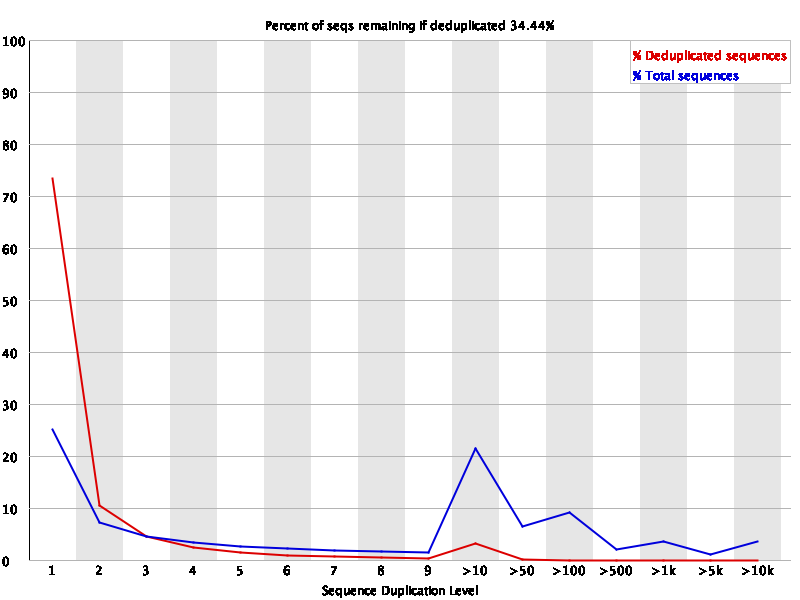 Percent of seqs remaining if deduplicated 34.44%
% Deduplicated sequences
% Total sequences
100
90
80
70
60
50
40
30
20
10
0
1 2 3 4 5 6 7 8 9 >10 >50 >100 >500 >1k >5k >10k
Sequence Duplication Level